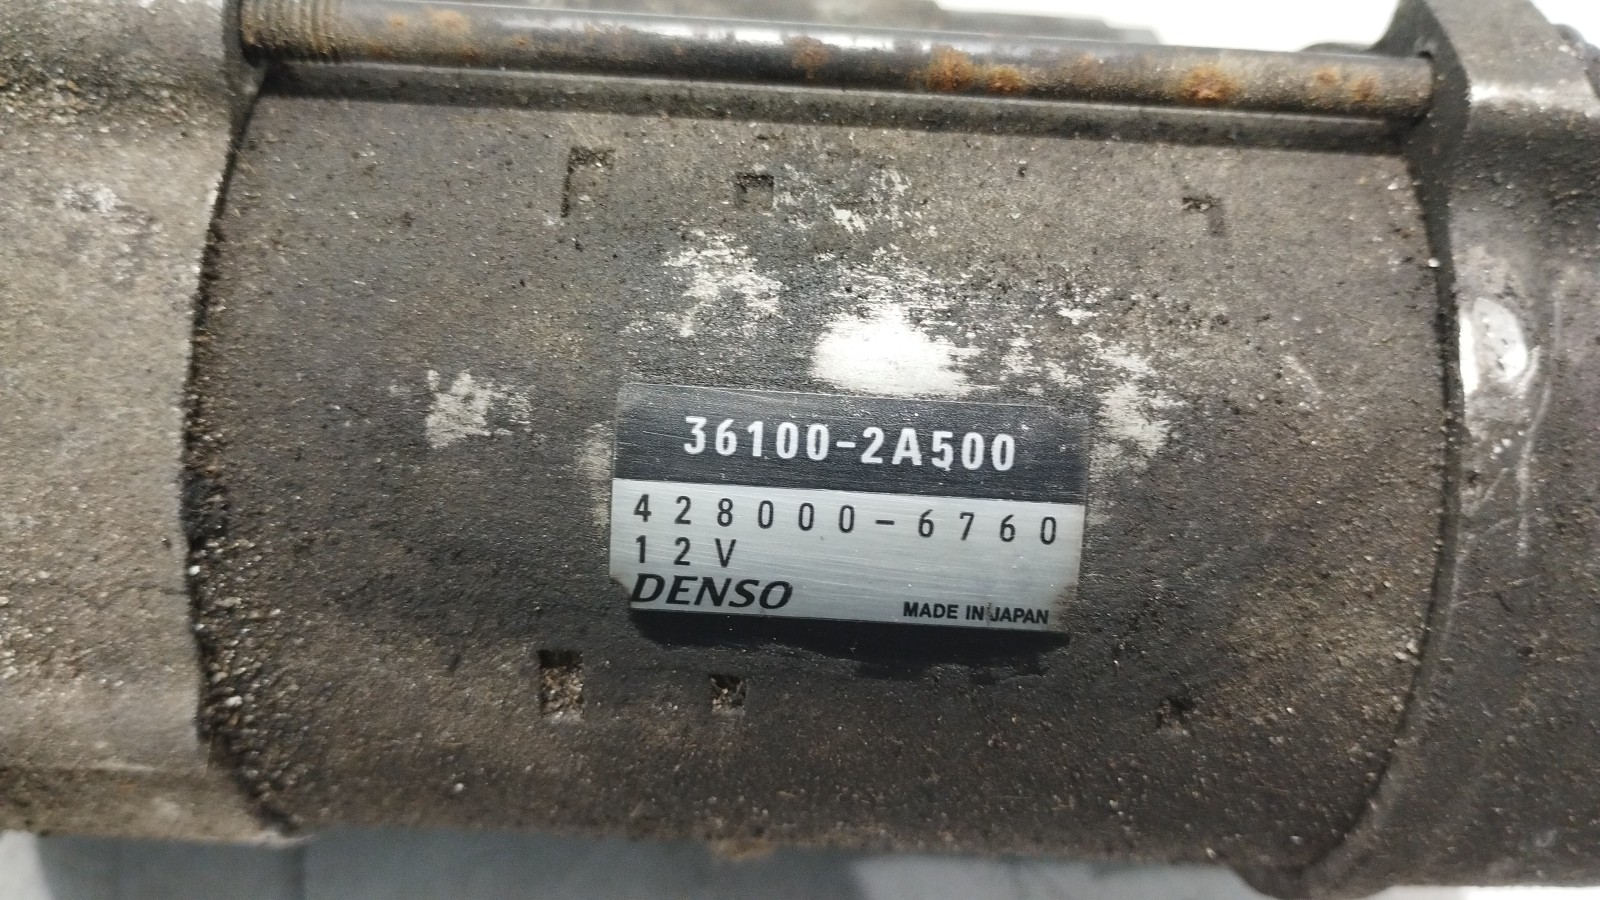 36100-2A500
428000-6760
12V
DENSO
MADE IN JAPAN